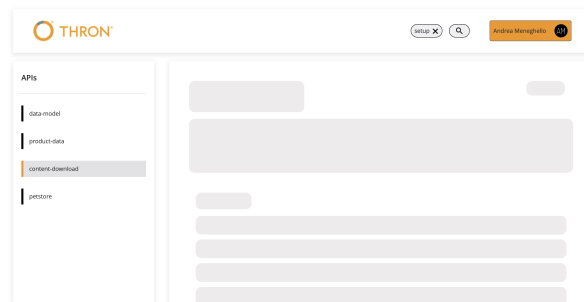 THRON
setup
Andrea Meneghello
AM
APIs
data-model
product-data
content-download
petstore